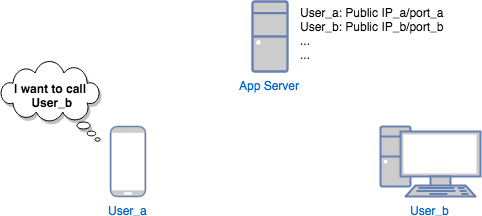 User_a: Public IP_a/port_a
User_b: Public IP_b/port_b
...
...
App Server
I want to call
User_b
User_a
User_b